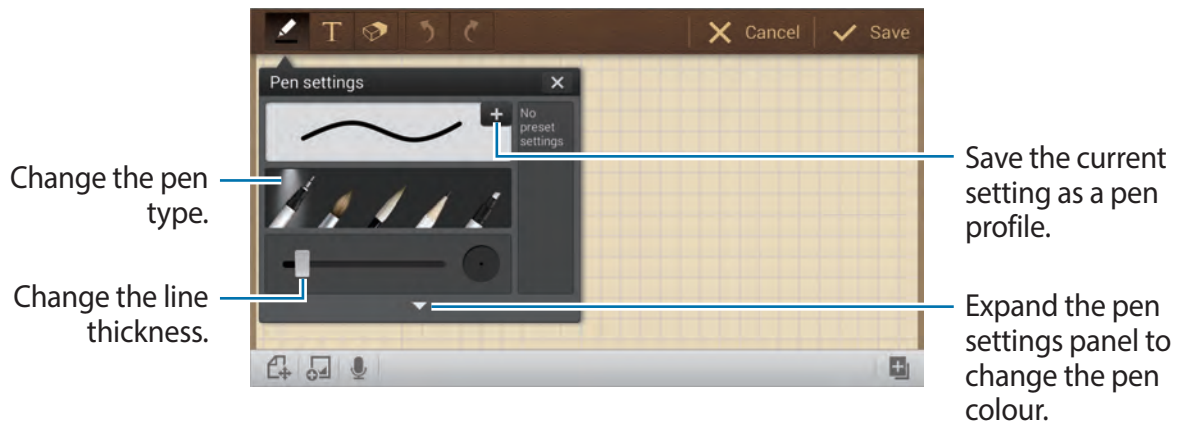 T
Cancel
Save
Pen settings
No
preset
settings
Change the pen
type.
Change the line
thickness.
Save the current
setting as a pen
profile.
Expand the pen
settings panel to
change the pen
colour.